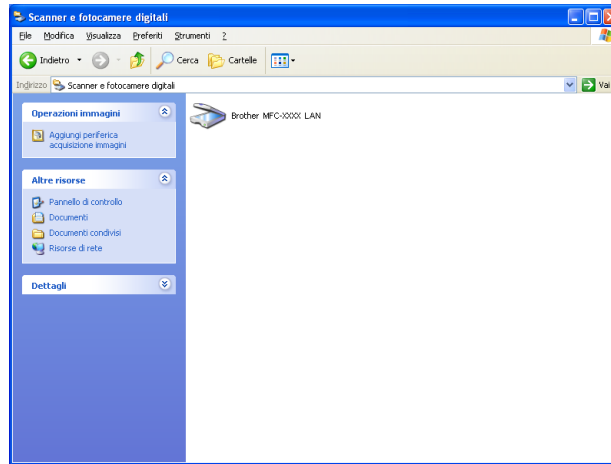 Scanner e fotocamere digitali
File Modifica Visualizza Preferiti Strumenti ?
Indietro Cerca Cartelle
Indirizzo Scanner e fotocamere digitali Vai
Operazioni immagini
Aggiungi periferica
acquisizione immagini
Altre risorse
Pannello di controllo
Documenti
Documenti condivisi
Risorse di rete
Dettagli
Brother MFC-XXXX LAN